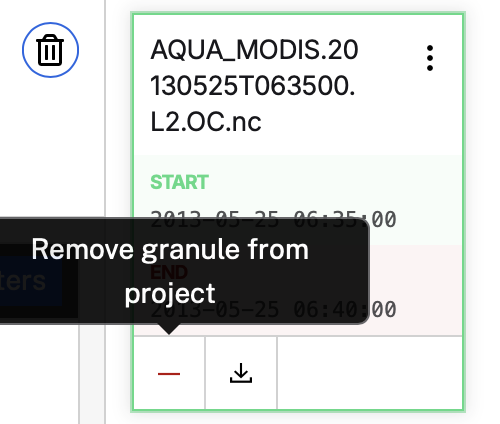 AQUA_MODIS.20
130525T063500.
L2.OC.nc
START
2013-05-25 06:35:00
Remove granule from
project
END
2013-05-25 06:40:00
ters